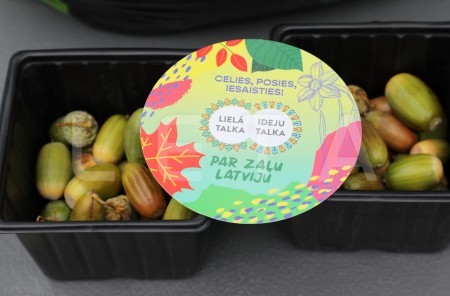 CELIES, POSIES,
IESAISTIES!
LIELĀ
TALKA
IDEJU
TALKA
PAR ZAĻU
LATVIJU